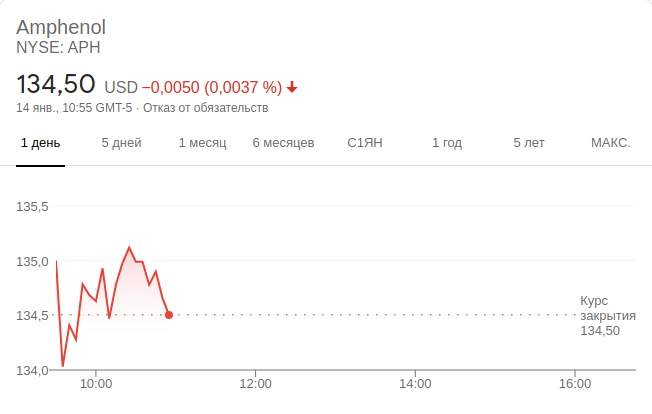 Amphenol
NYSE: APH
134,50 USD −0,0050 (0,0037 %)
14 янв., 10:55 GMT-5 · Отказ от обязательств
1 день 5 дней 1 месяц 6 месяцев С1ЯН 1 год 5 лет МАКС.
135,5
135,0
134,5
134,0
Курс
закрытия
134,50
10:00 12:00 14:00 16:00